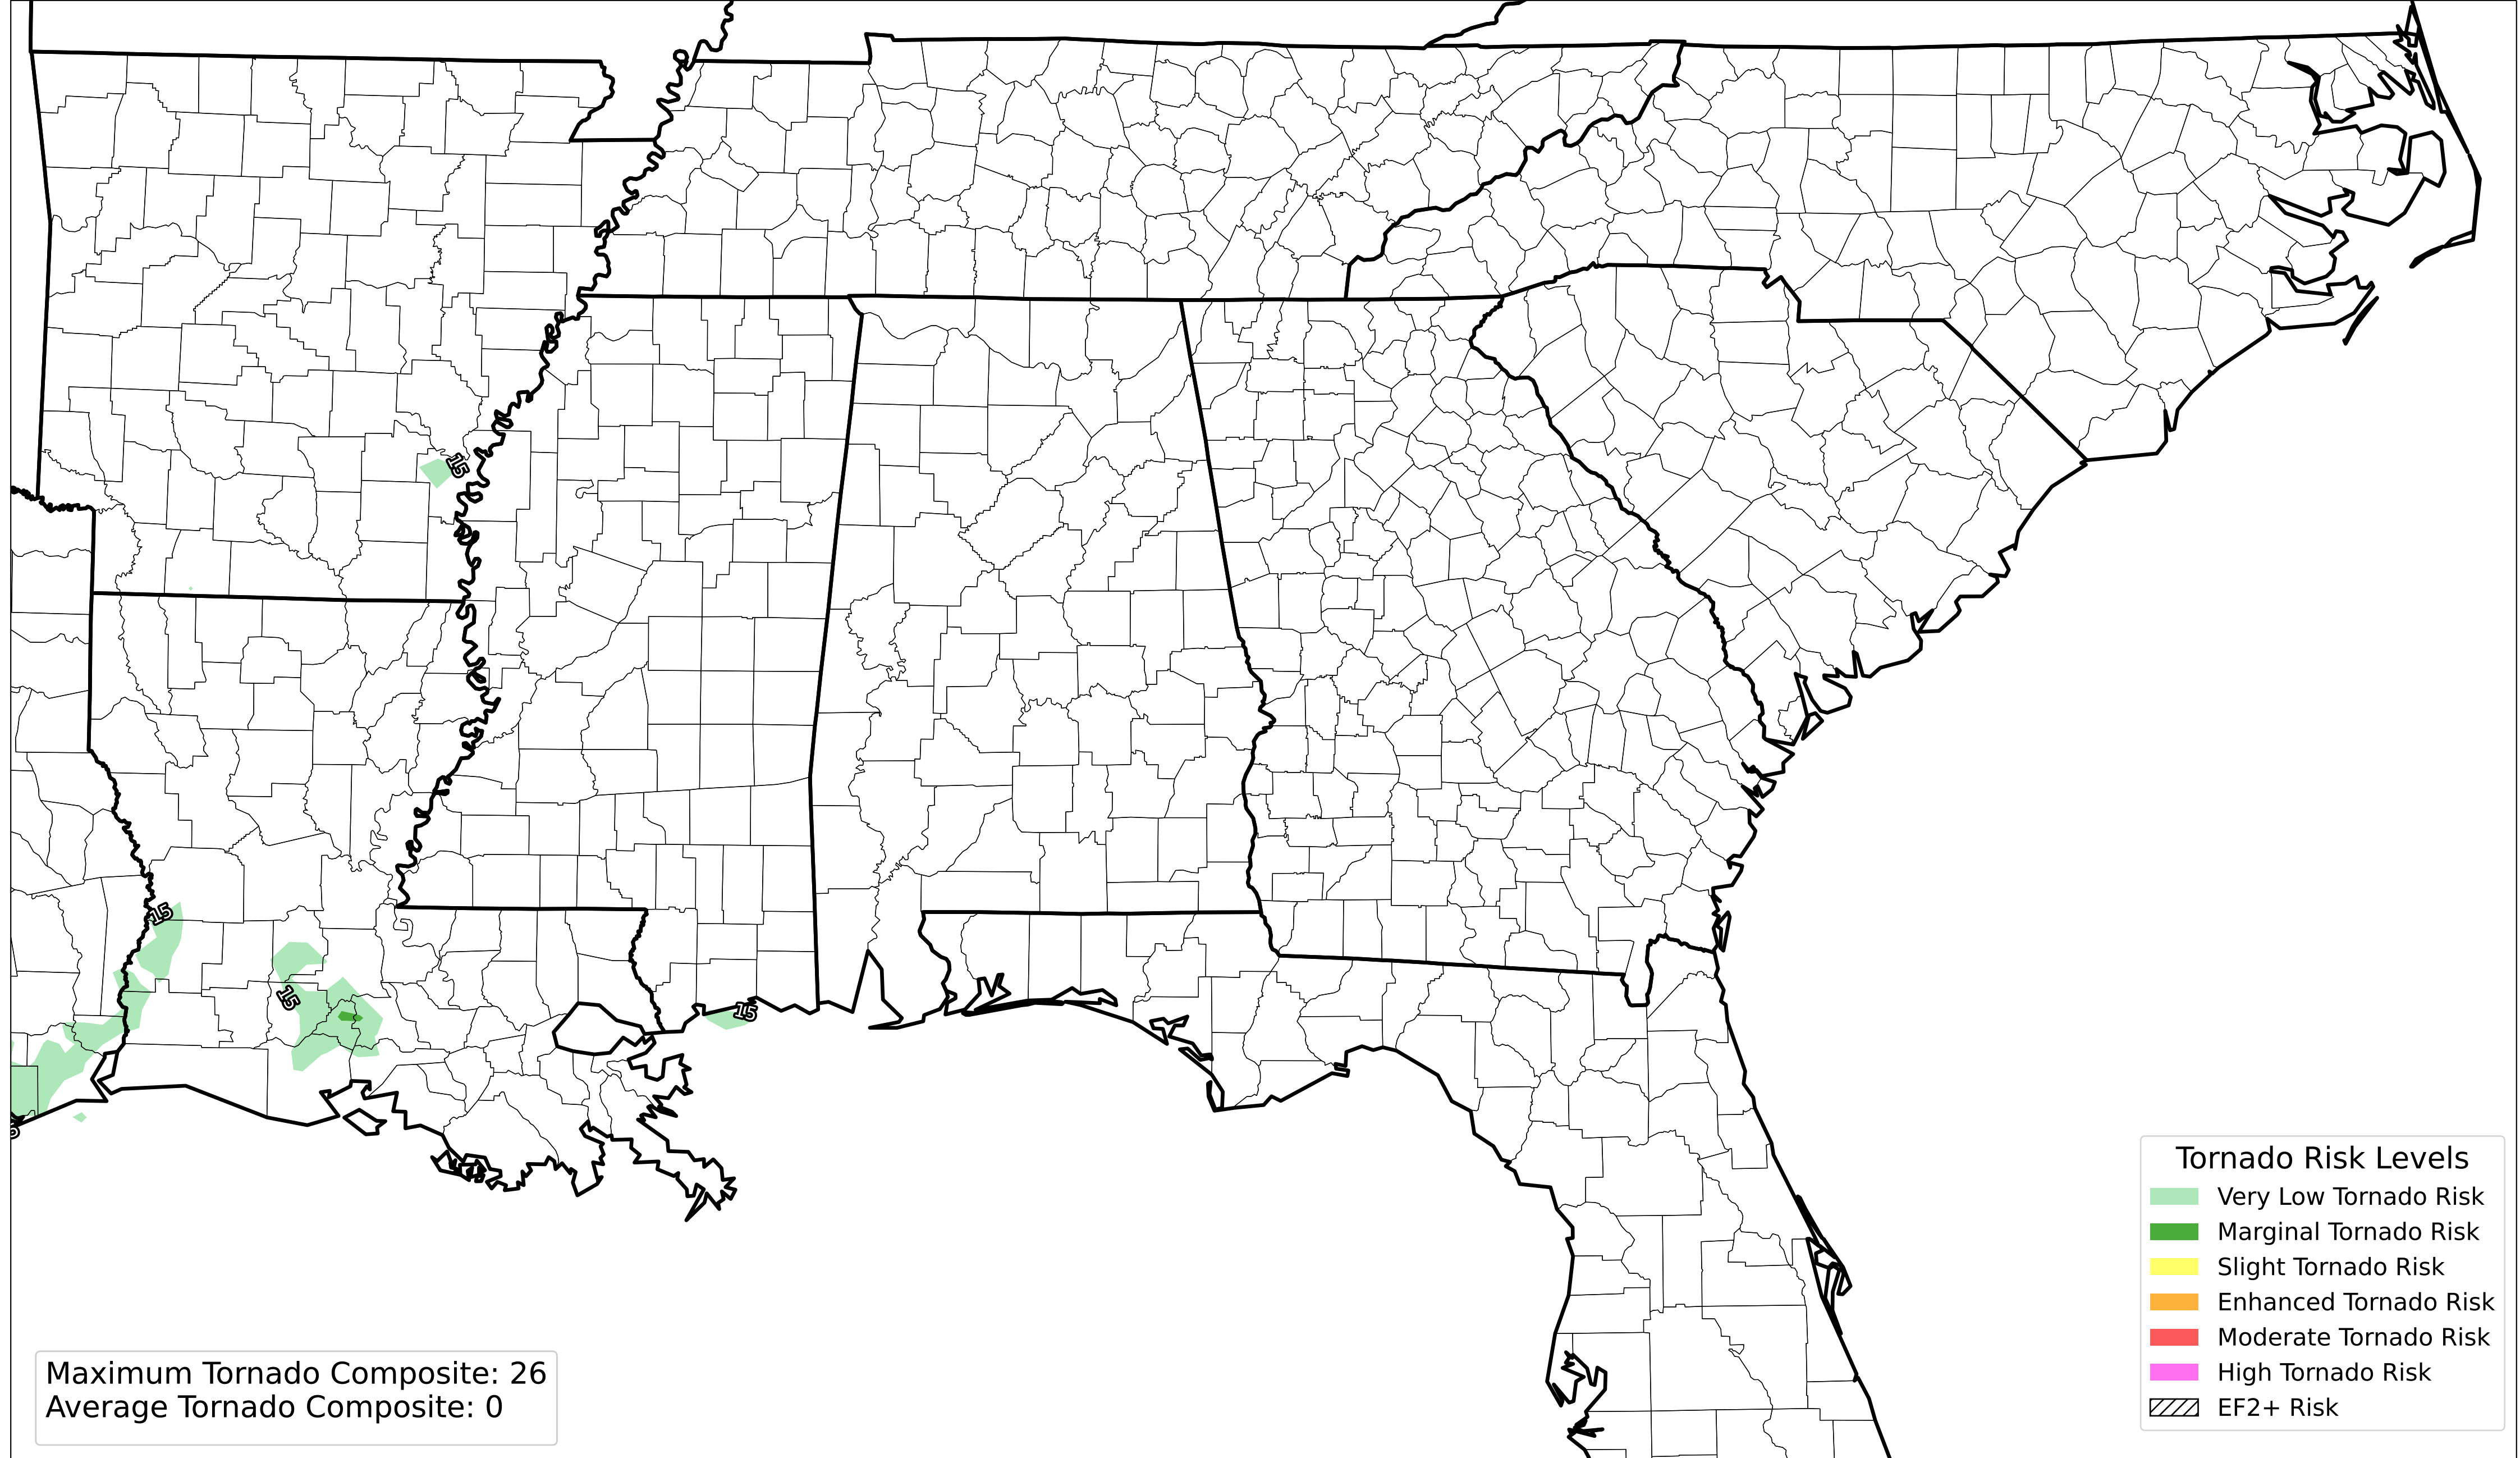 15
15
15
15
Tornado Risk Levels
Very Low Tornado Risk
Marginal Tornado Risk
Slight Tornado Risk
Enhanced Tornado Risk
Moderate Tornado Risk
High Tornado Risk
EF2+ Risk
Maximum Tornado Composite: 26
Average Tornado Composite: 0